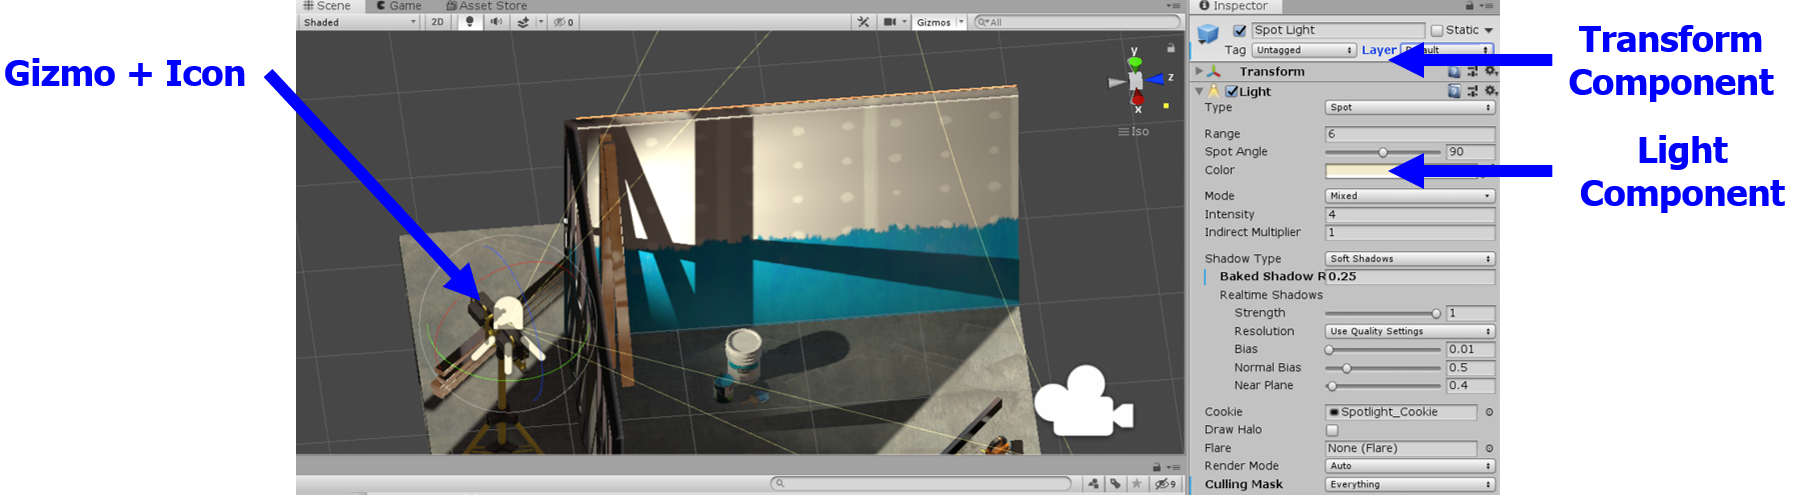 Scene
Game
Asset Store
Inspector
Shaded
2D
0
Gizmos
All
Spot Light
Static
Tag
Untagged
Layer
Transform
Light
Type
Spot
Range
6
Spot Angle
90
Color
Mode
Mixed
Intensity
4
Indirect Multiplier
1
Shadow Type
Soft Shadows
Baked Shadow R
0.25
Realtime Shadows
Strength
1
Resolution
Use Quality Settings
Bias
0.01
Normal Bias
0.5
Near Plane
0.4
Cookie
Spotlight_Cookie
Draw Halo
Flare
None (Flare)
Render Mode
Auto
Culling Mask
Everything
y
z
x
Iso
9
Gizmo + Icon
Transform
Component
Light
Component